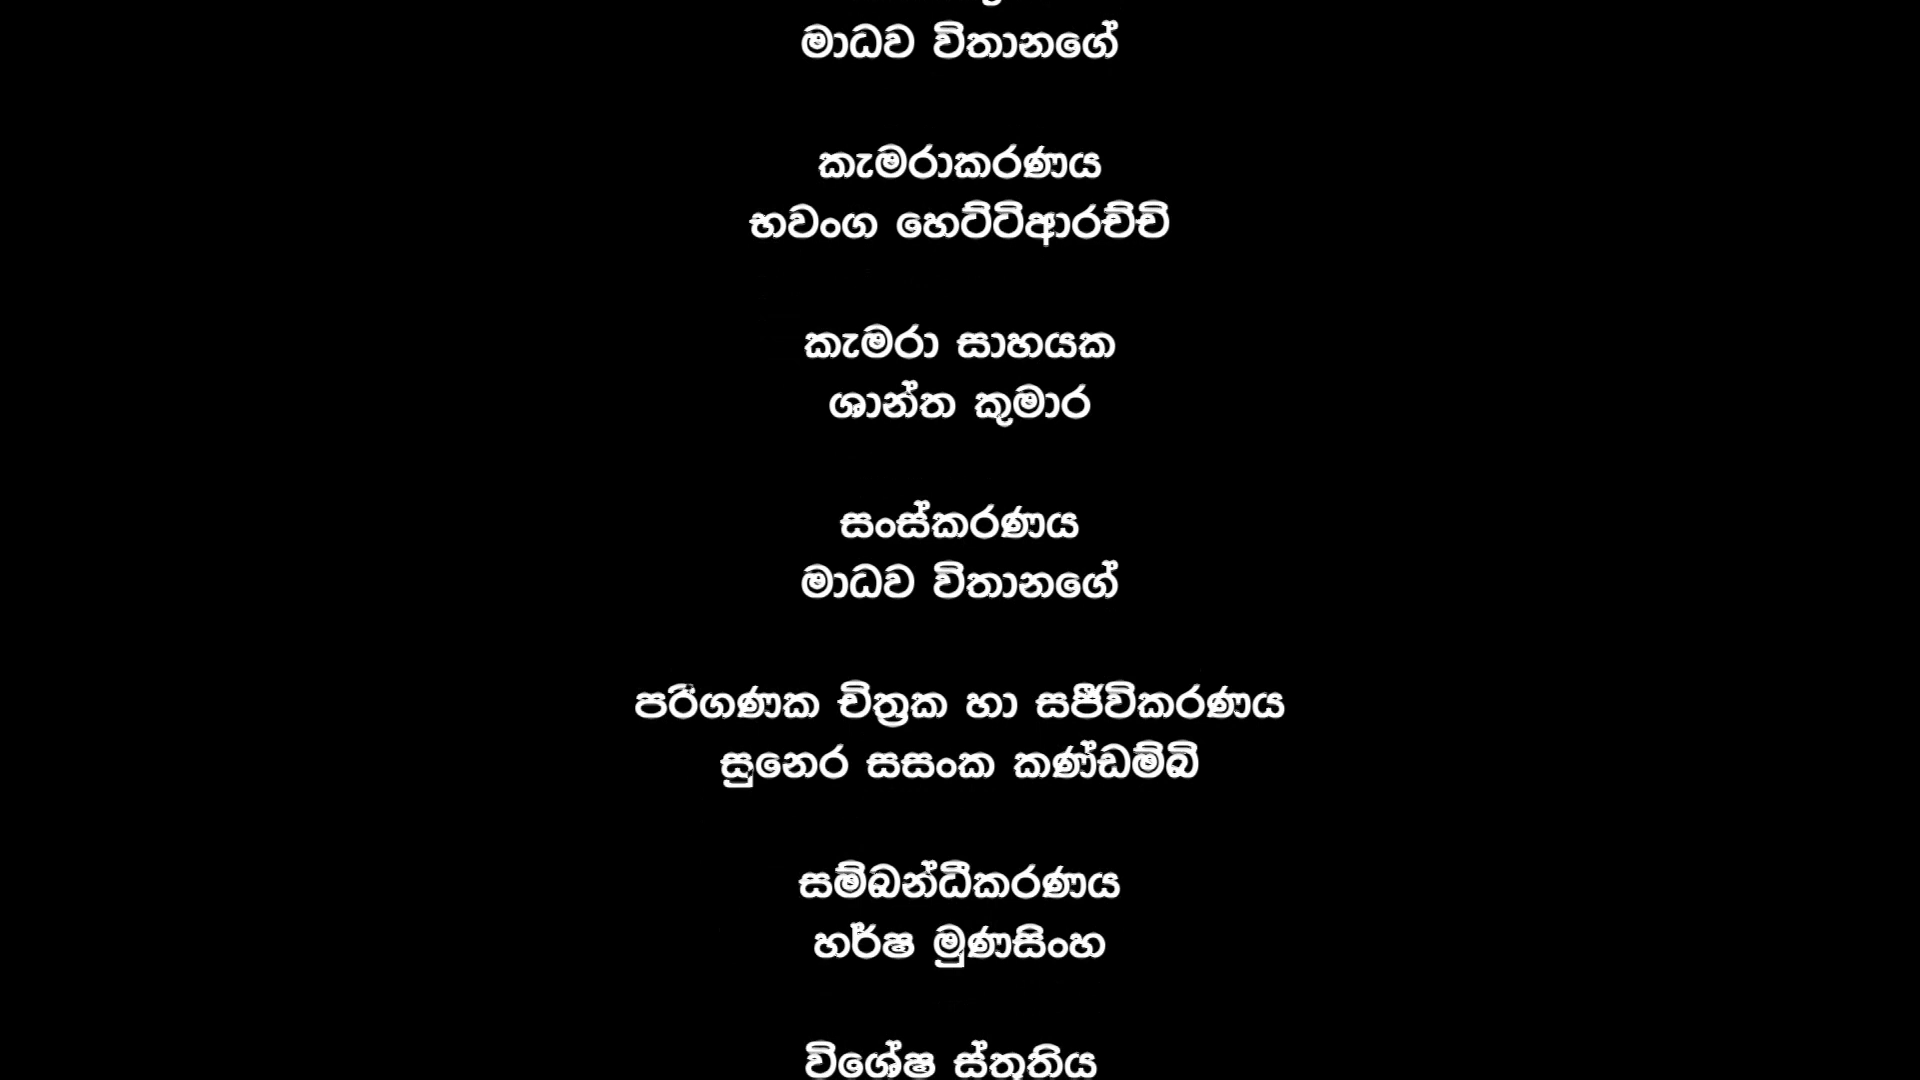 මාධව විතානගේ
කැමරාකරණය
භවංග හෙට්ටිආරච්චි
කැමරා සාහයක
ශාන්ත කුමාර
සංස්කරණය
මාධව විතානගේ
පරිගණක චිත්‍රක හා සජීවිකරණය
සුනෙර සසංක කණ්ඩම්බි
සම්බන්ධීකරණය
හර්ෂ මුණසිංහ
විශේෂ ස්තුතිය